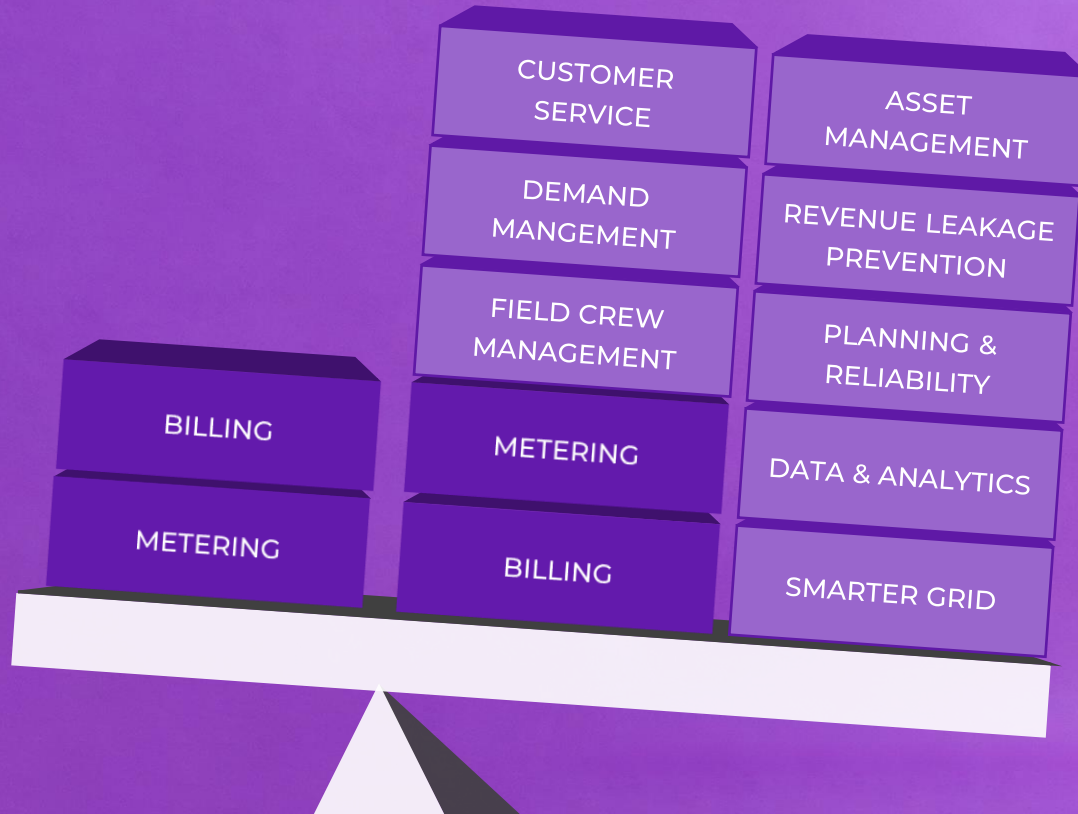 BILLING
METERING
CUSTOMER
SERVICE
DEMAND
MANGEMENT
FIELD CREW
MANAGEMENT
METERING
BILLING
ASSET
MANAGEMENT
REVENUE LEAKAGE
PREVENTION
PLANNING &
RELIABILITY
DATA & ANALYTICS
SMARTER GRID